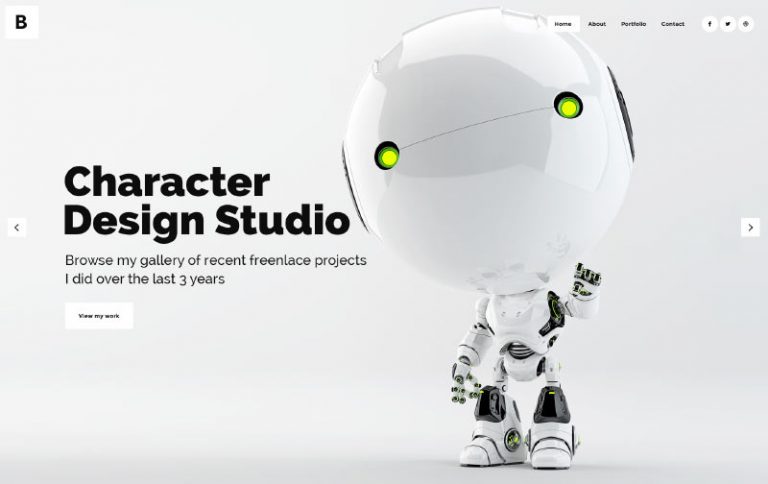 B
Home About Portfolio Contact
Character
Design Studio
Browse my gallery of recent freenlace projects
I did over the last 3 years
View my work